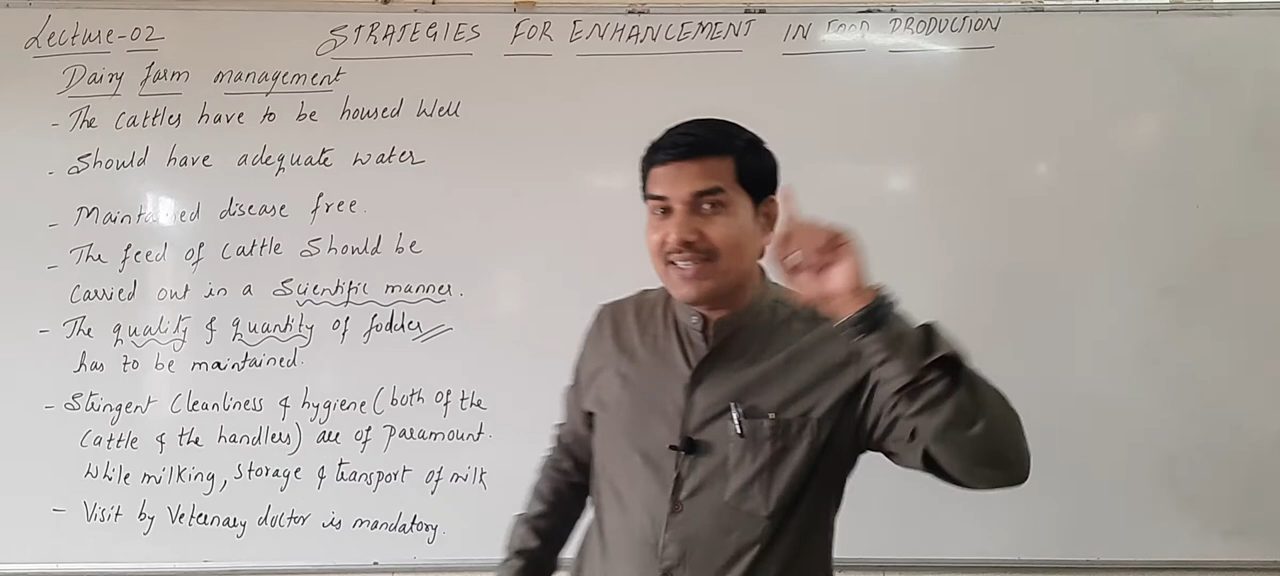 Lecture-02
STRATEGIES FOR ENHANCEMENT IN FOOD PRODUCTION
Dairy farm management
- The Cattles have to be housed well
- Should have adequate water
- Maintained disease free.
- The feed of Cattle Should be
Carried out in a Scientific manner.
- The quality & quantity of fodder
has to be maintained.
- Stringent Cleanliness & hygiene (both of the
Cattle & the handlers) are of Paramount.
While milking, Storage & transport of milk
- Visit by Veternary doctor is mandatory.